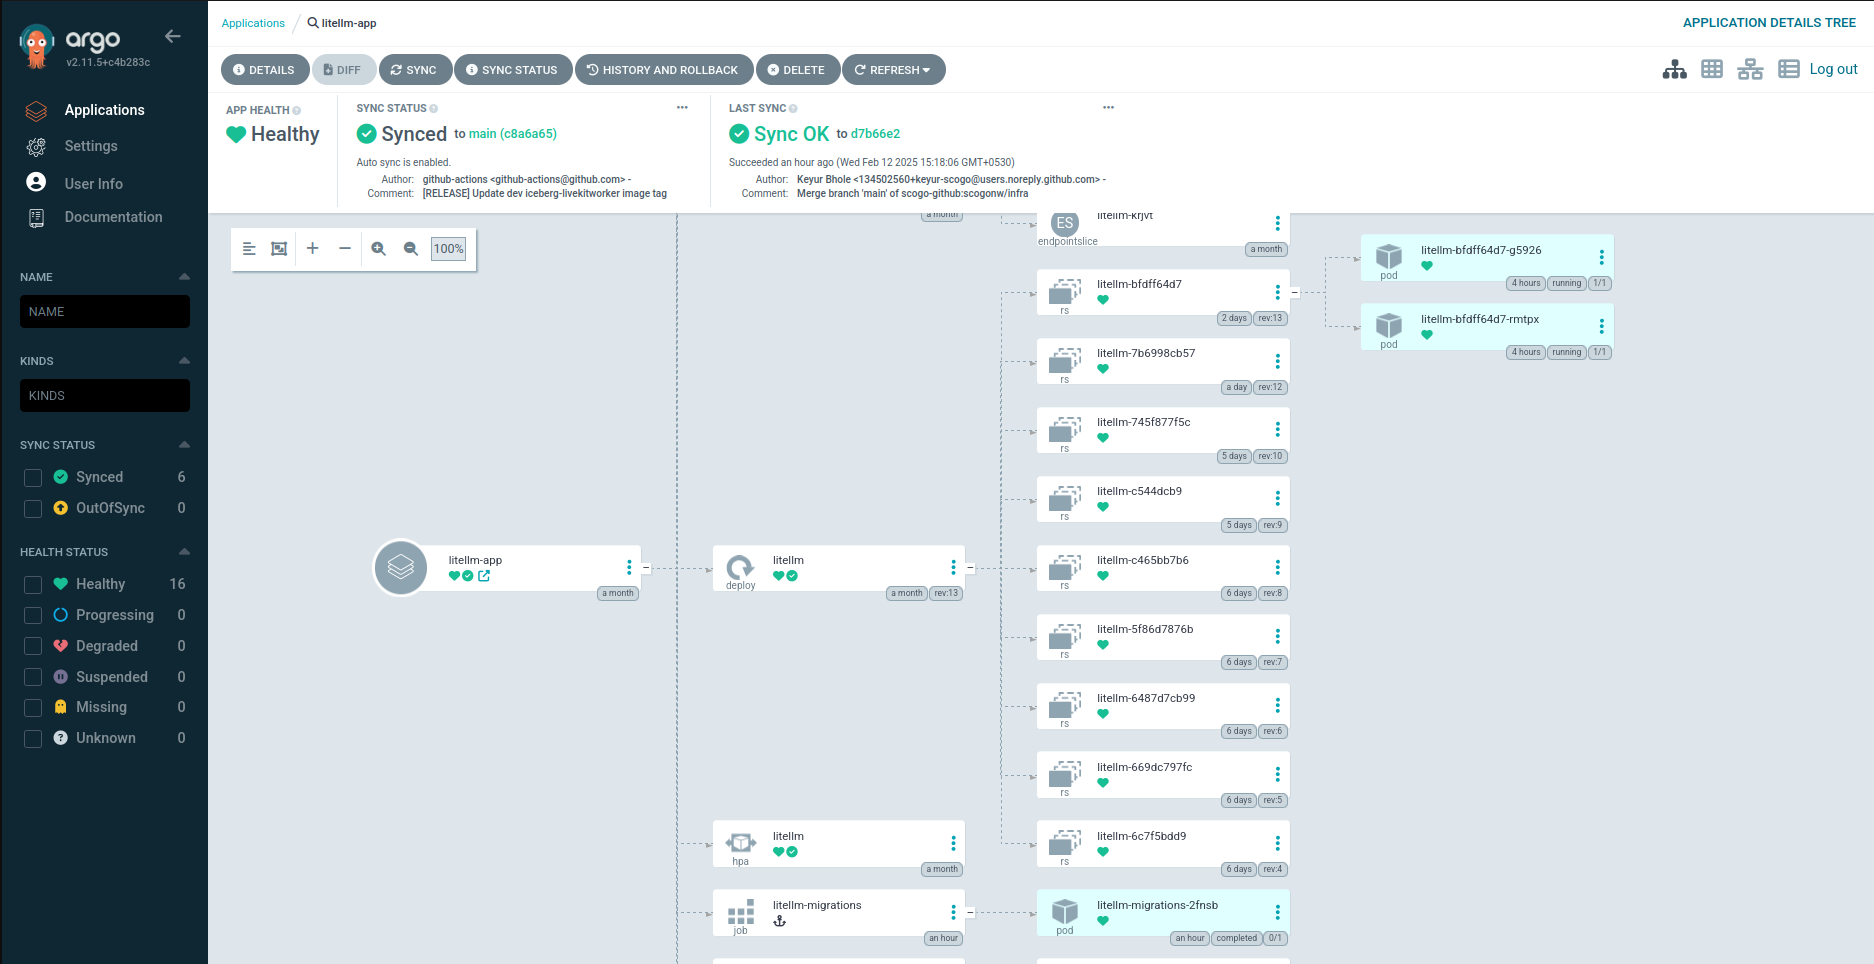 argo
v2.11.5+c4b283c
Applications
Settings
User Info
Documentation
NAME
NAME
KINDS
KINDS
SYNC STATUS
Synced 6
OutOfSync 0
HEALTH STATUS
Healthy 16
Progressing 0
Degraded 0
Suspended 0
Missing 0
Unknown 0
Applications / litellm-app
APPLICATION DETAILS TREE
DETAILS DIFF SYNC SYNC STATUS HISTORY AND ROLLBACK DELETE REFRESH
Log out
APP HEALTH
Healthy
SYNC STATUS
Synced to main (c8a6a65)
Auto sync is enabled.
Author: github-actions <github-actions@github.com> -
Comment: [RELEASE] Update dev iceberg-livekitworker image tag
LAST SYNC
Sync OK to d7b66e2
Succeeded an hour ago (Wed Feb 12 2025 15:18:06 GMT+0530)
Author: Keyur Bhole <134502560+keyur-scogo@users.noreply.github.com> -
Comment: Merge branch 'main' of scogo-github:scogonw/infra
100%
litellm-app
a month
a month
litellm
deploy
a month rev:13
litellm
hpa
a month
litellm-migrations
job
an hour
litellm-krjvt
ES
endpointslice
a month
litellm-bfdff64d7
rs
2 days rev:13
litellm-7b6998cb57
rs
a day rev:12
litellm-745f877f5c
rs
5 days rev:10
litellm-c544dcb9
rs
5 days rev:9
litellm-c465bb7b6
rs
6 days rev:8
litellm-5f86d7876b
rs
6 days rev:7
litellm-6487d7cb99
rs
6 days rev:6
litellm-669dc797fc
rs
6 days rev:5
litellm-6c7f5bdd9
rs
6 days rev:4
litellm-migrations-2fnsb
pod
an hour completed 0/1
litellm-bfdff64d7-g5926
pod
4 hours running 1/1
litellm-bfdff64d7-rmtpx
pod
4 hours running 1/1